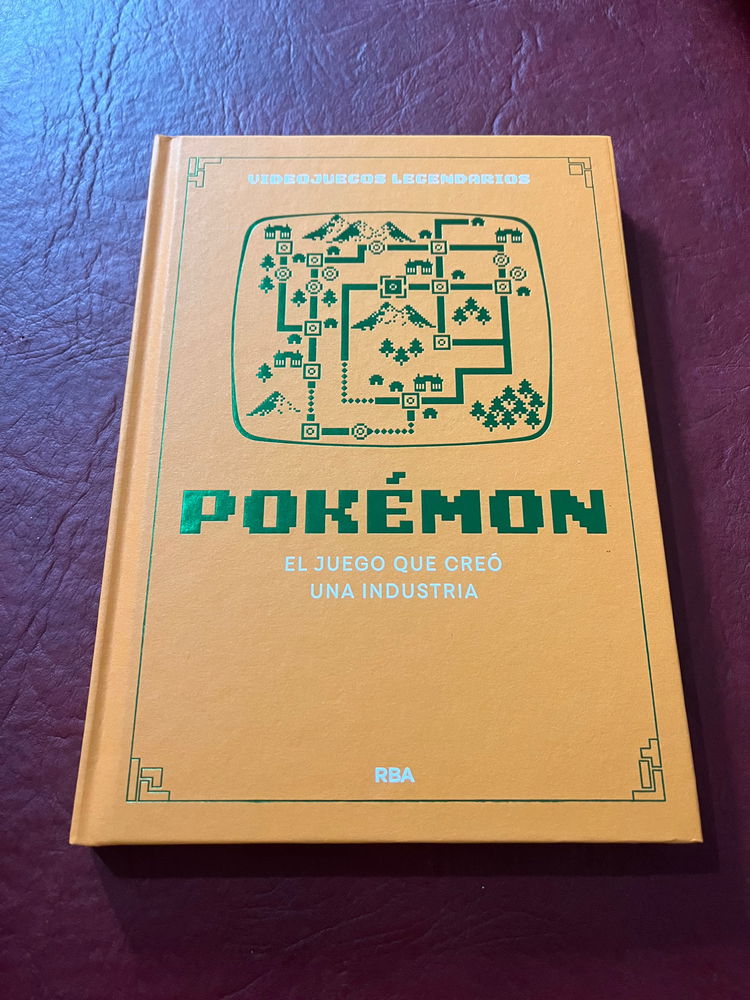 VIDEOJUEGOS LEGENDARIOS
POKÉMON
EL JUEGO QUE CREÓ
UNA INDUSTRIA
RBA